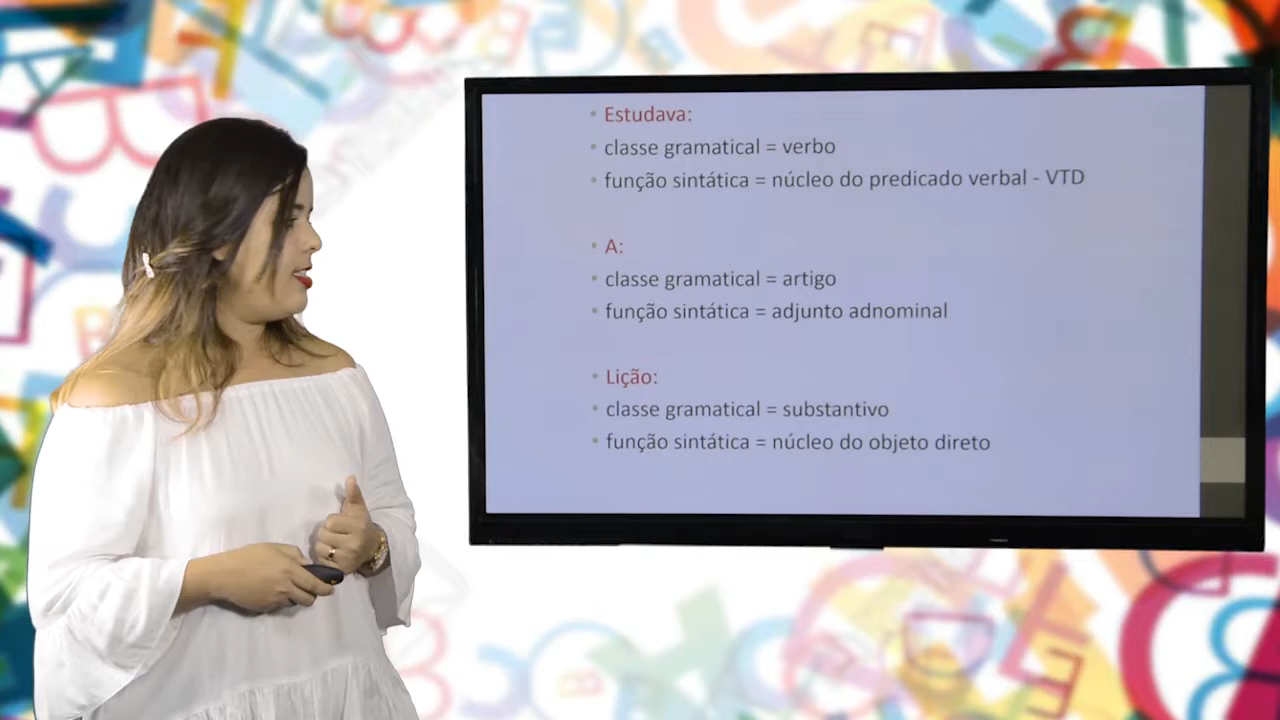 Estudava:
classe gramatical = verbo
função sintática = núcleo do predicado verbal - VTD
A:
classe gramatical = artigo
função sintática = adjunto adnominal
Lição:
classe gramatical = substantivo
função sintática = núcleo do objeto direto